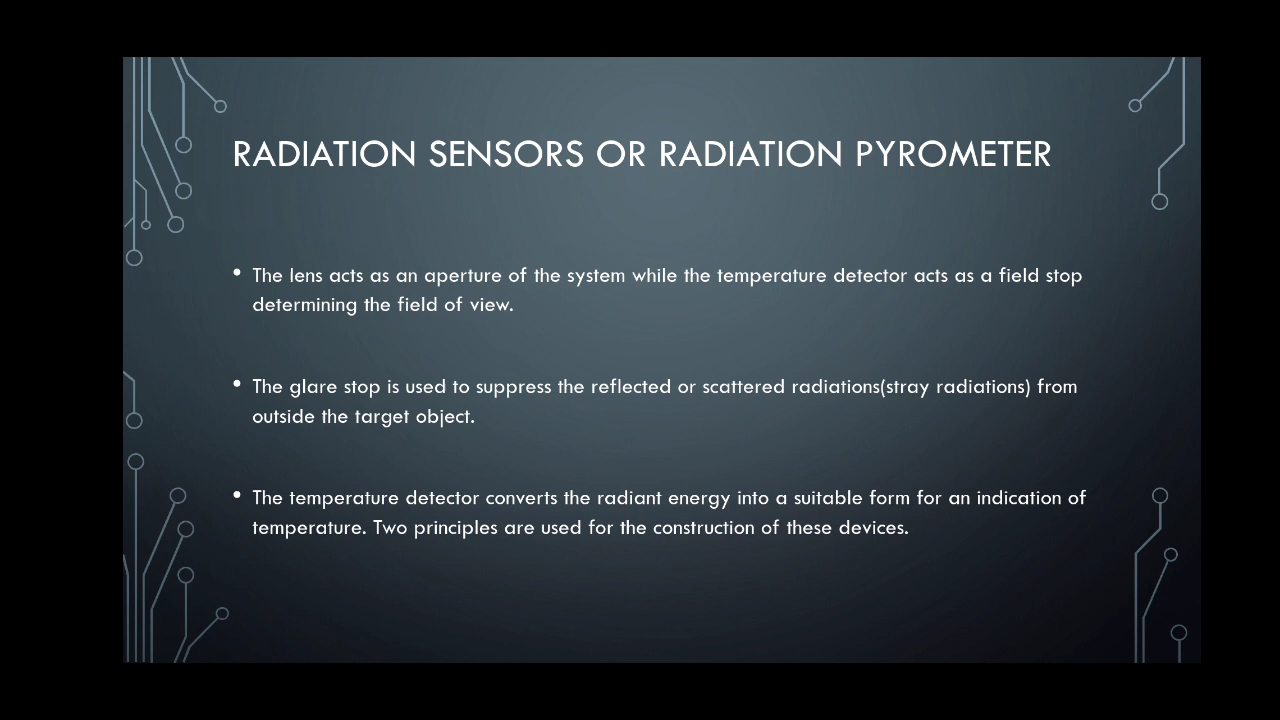 RADIATION SENSORS OR RADIATION PYROMETER
• The lens acts as an aperture of the system while the temperature detector acts as a field stop
determining the field of view.
• The glare stop is used to suppress the reflected or scattered radiations(stray radiations) from
outside the target object.
• The temperature detector converts the radiant energy into a suitable form for an indication of
temperature. Two principles are used for the construction of these devices.